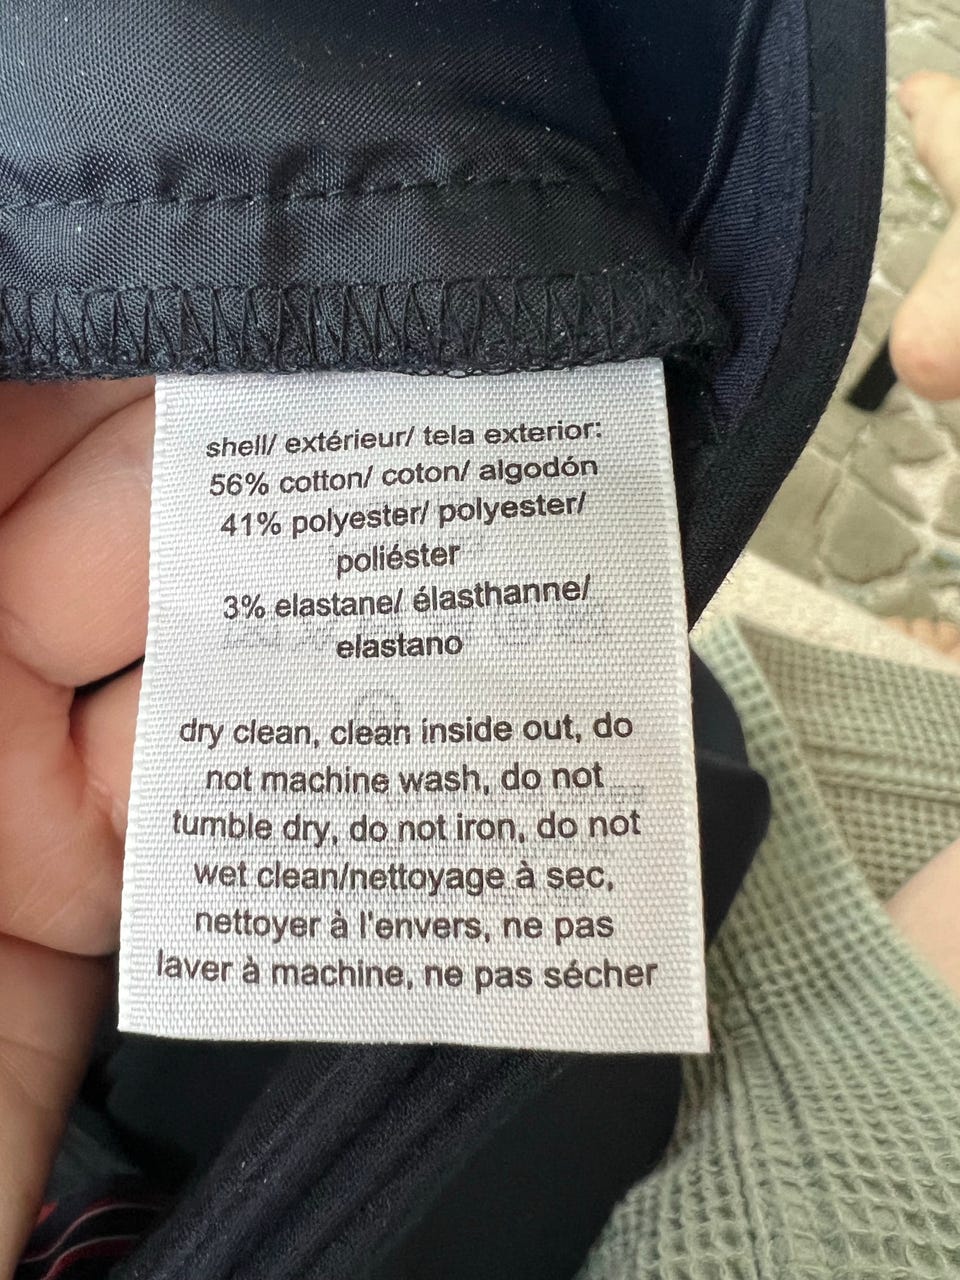 shell/ extérieur/ tela exterior:
56% cotton/ coton/ algodón
41% polyester/ polyester/
poliéster
3% elastane/ élasthanne/
elastano
dry clean, clean inside out, do
not machine wash, do not
tumble dry, do not iron, do not
wet clean/nettoyage à sec,
nettoyer à l'envers, ne pas
laver à machine, ne pas sécher